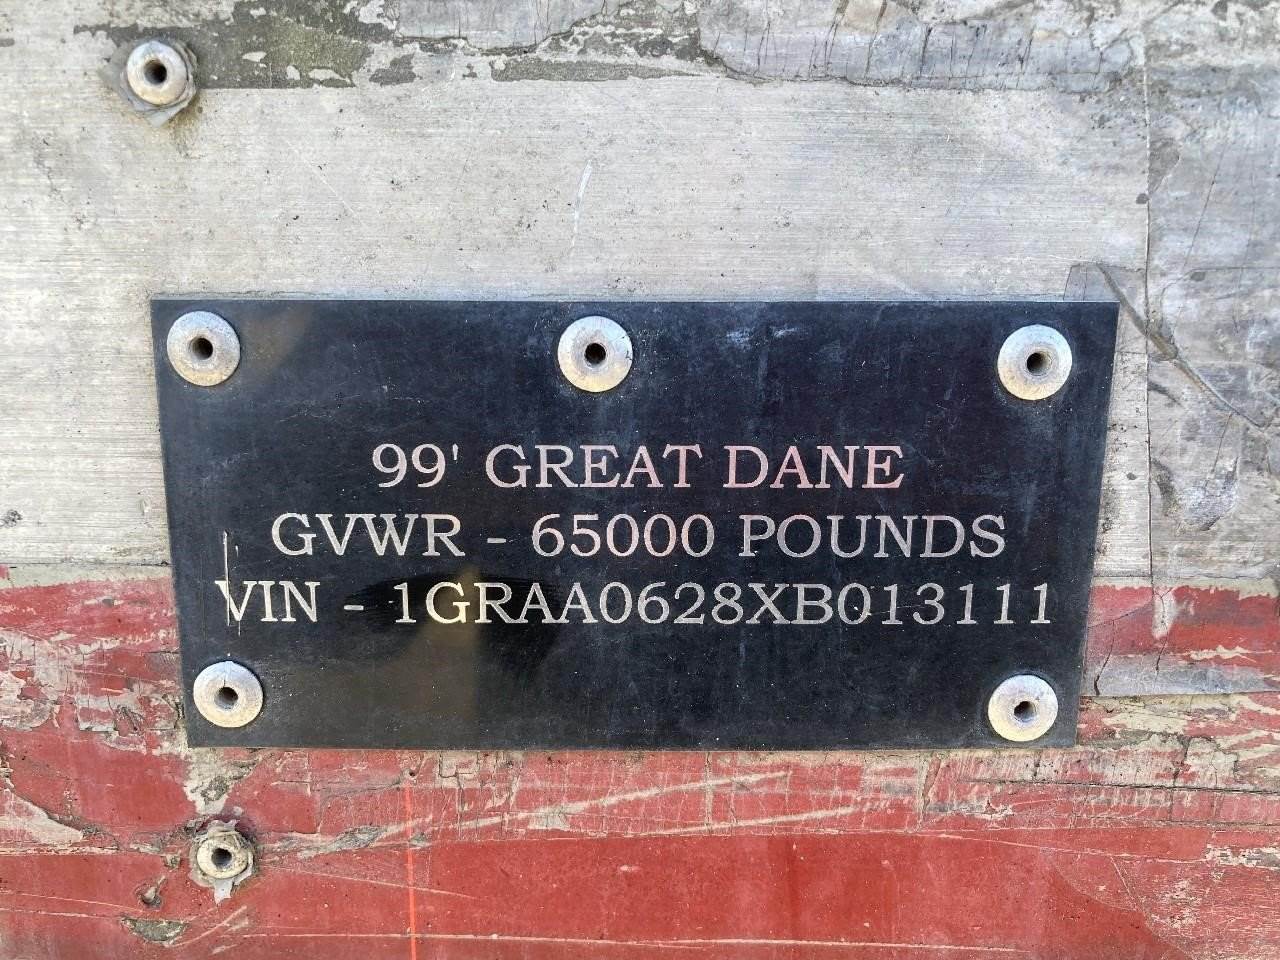 99' GREAT DANE
GVWR - 65000 POUNDS
VIN - 1GRAA0628XB013111